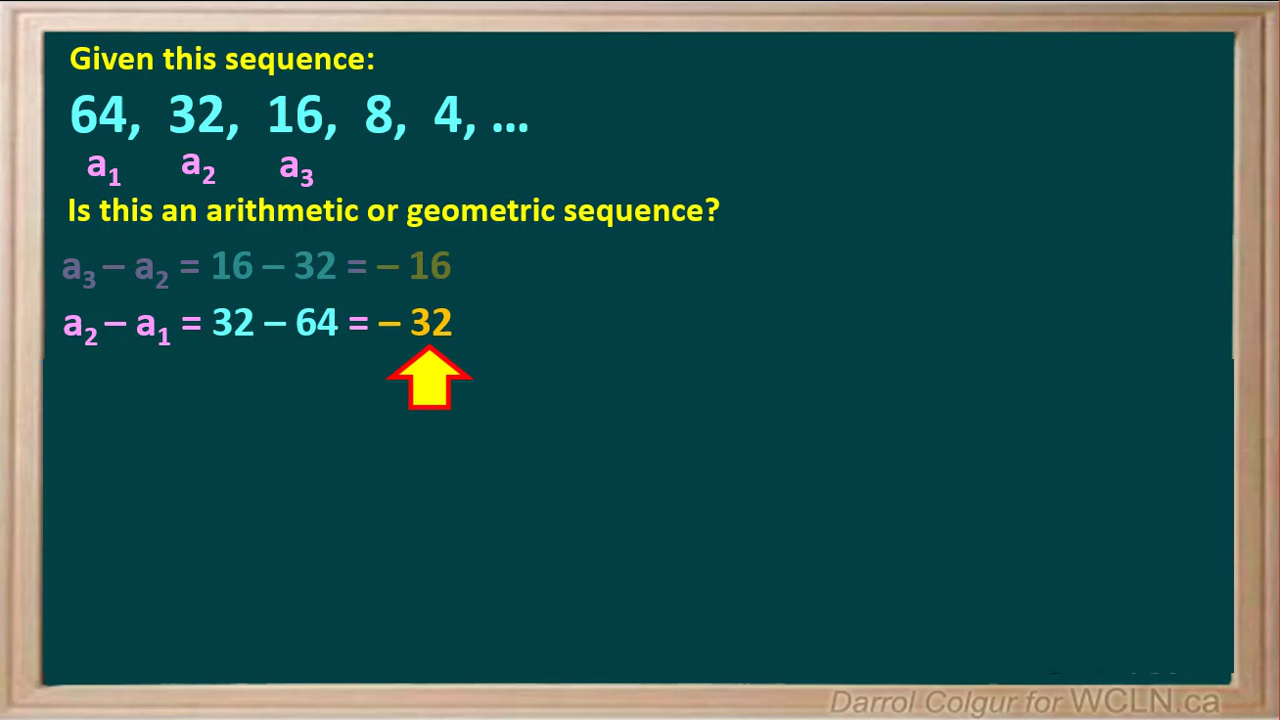 Given this sequence:
64, 32, 16, 8, 4, ...
a₁ a₂ a₃
Is this an arithmetic or geometric sequence?
a₃ – a₂ = 16 – 32 = – 16
a₂ – a₁ = 32 – 64 = – 32
Darrol Colgur for WCLN.ca